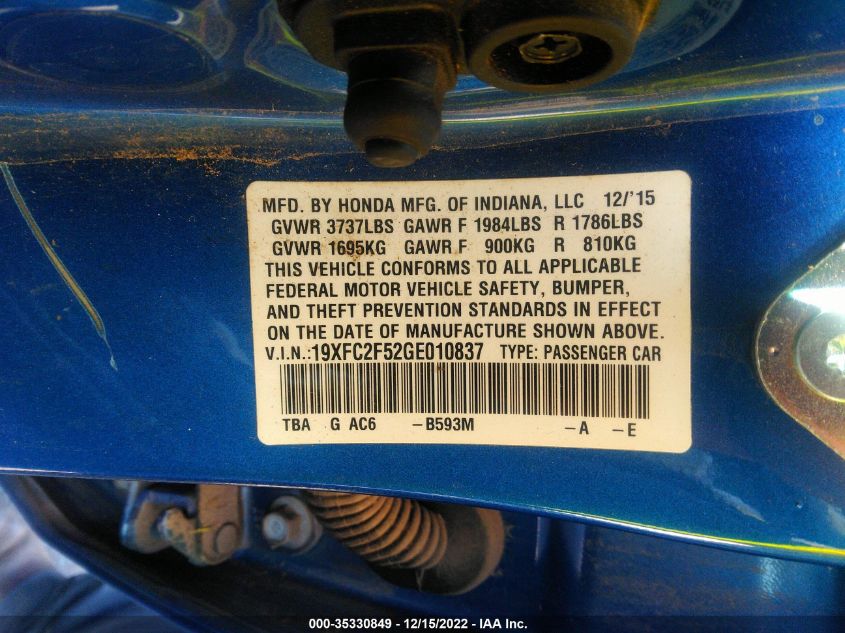 MFD. BY HONDA MFG. OF INDIANA, LLC 12/'15
GVWR 3737LBS GAWR F 1984LBS R 1786LBS
GVWR 1695KG GAWR F 900KG R 810KG
THIS VEHICLE CONFORMS TO ALL APPLICABLE
FEDERAL MOTOR VEHICLE SAFETY, BUMPER,
AND THEFT PREVENTION STANDARDS IN EFFECT
ON THE DATE OF MANUFACTURE SHOWN ABOVE.
V.I.N.:19XFC2F52GE010837 TYPE: PASSENGER CAR
TBA G AC6 -B593M -A -E
000-35330849 - 12/15/2022 - IAA Inc.